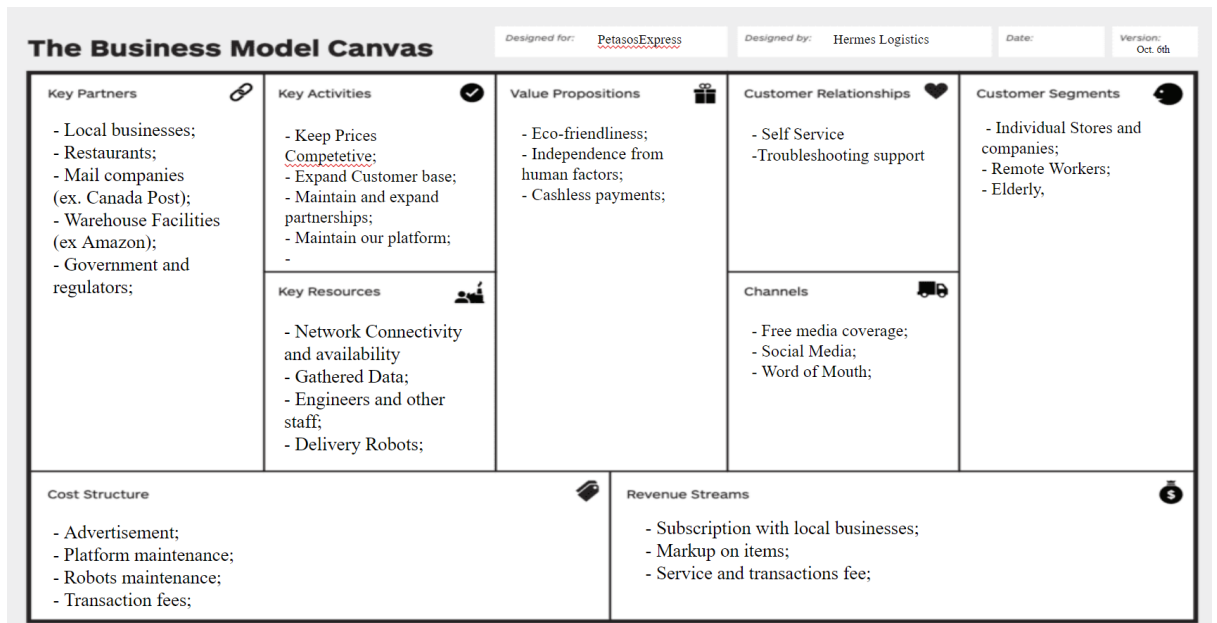 The Business Model Canvas
Designed for: PetasosExpress
Designed by: Hermes Logistics
Date:
Version: Oct. 6th
Key Partners
- Local businesses;
- Restaurants;
- Mail companies
(ex. Canada Post);
- Warehouse Facilities
(ex Amazon);
- Government and
regulators;
Key Activities
- Keep Prices
Competetive;
- Expand Customer base;
- Maintain and expand
partnerships;
- Maintain our platform;
-
Key Resources
- Network Connectivity
and availability
- Gathered Data;
- Engineers and other
staff;
- Delivery Robots;
Value Propositions
- Eco-friendliness;
- Independence from
human factors;
- Cashless payments;
Customer Relationships
- Self Service
-Troubleshooting support
Channels
- Free media coverage;
- Social Media;
- Word of Mouth;
Customer Segments
- Individual Stores and
companies;
- Remote Workers;
- Elderly,
Cost Structure
- Advertisement;
- Platform maintenance;
- Robots maintenance;
- Transaction fees;
Revenue Streams
- Subscription with local businesses;
- Markup on items;
- Service and transactions fee;